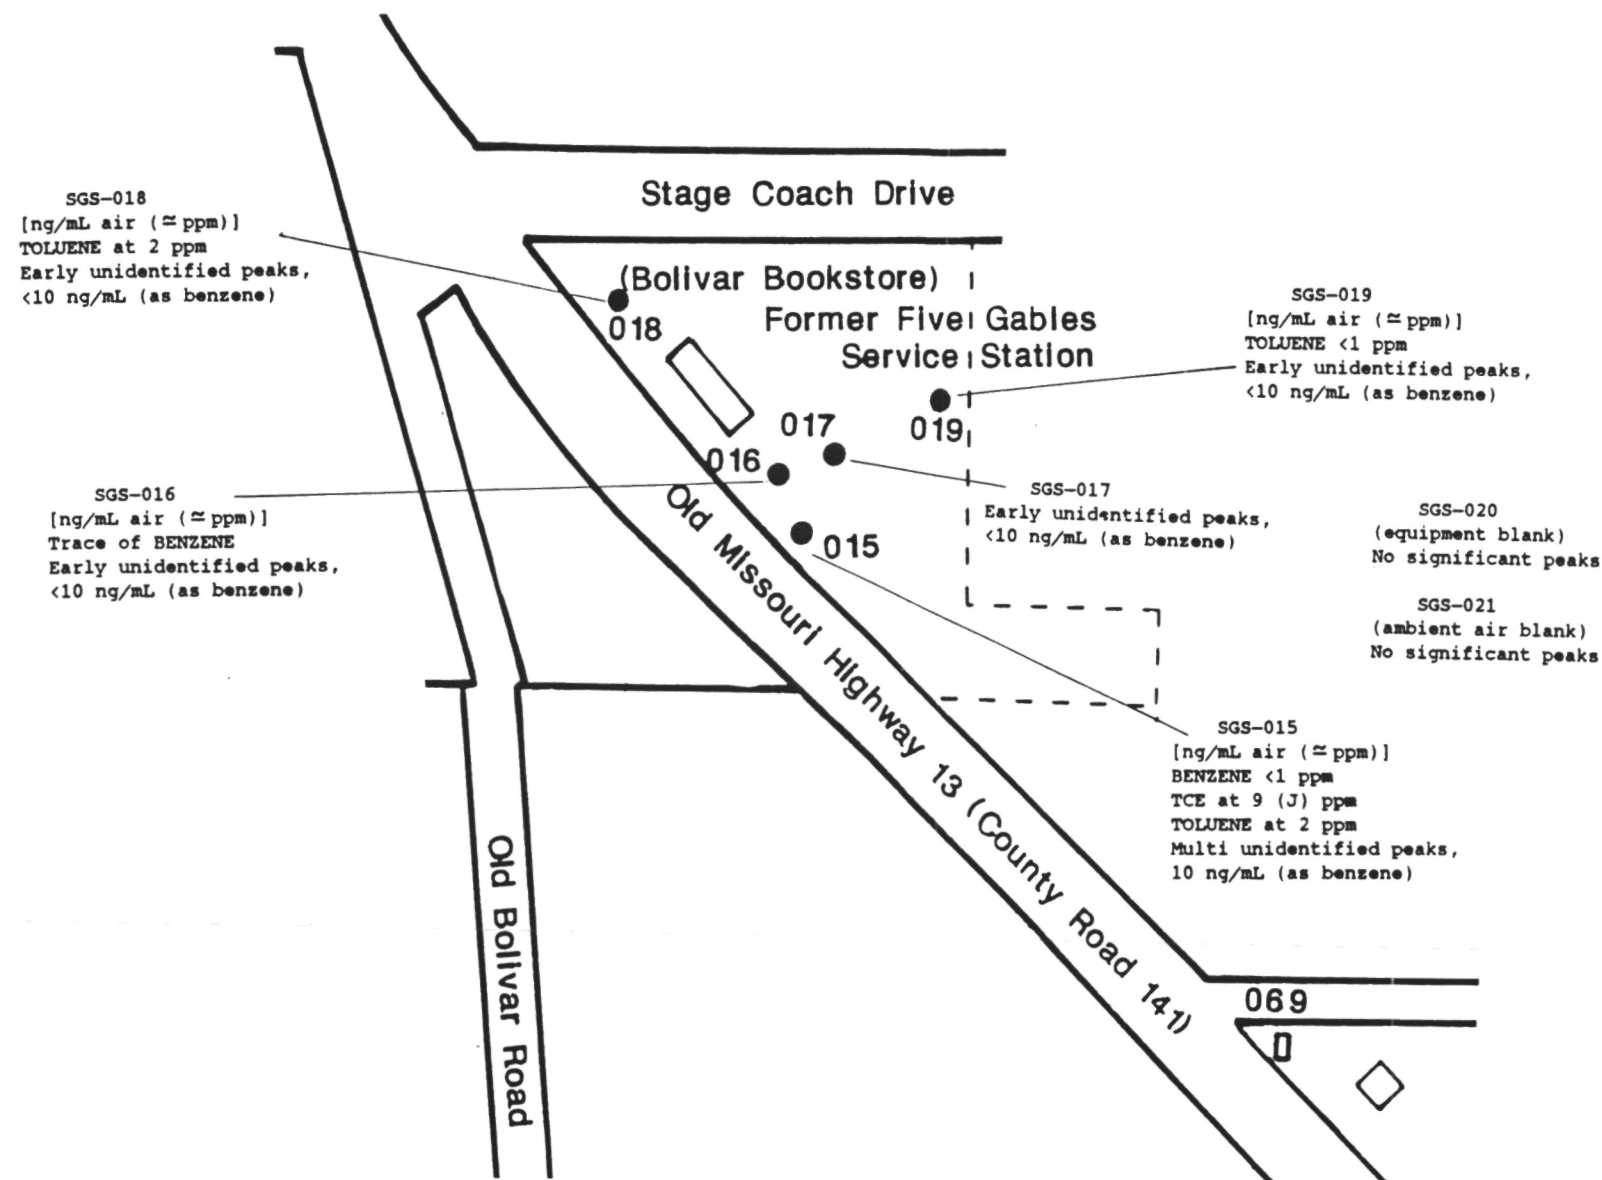 Stage Coach Drive
SGS-018
[ng/mL air (≃ ppm)]
TOLUENE at 2 ppm
Early unidentified peaks,
<10 ng/mL (as benzene)
(Bolivar Bookstore)
Former Five Gables
Service Station
018
SGS-019
[ng/mL air (≃ ppm)]
TOLUENE <1 ppm
Early unidentified peaks,
<10 ng/mL (as benzene)
017
019
016
SGS-016
[ng/mL air (≃ ppm)]
Trace of BENZENE
Early unidentified peaks,
<10 ng/mL (as benzene)
SGS-017
Early unidentified peaks,
<10 ng/mL (as benzene)
SGS-020
(equipment blank)
No significant peaks
015
SGS-021
(ambient air blank)
No significant peaks
Old Missouri Highway 13 (County Road 141)
SGS-015
[ng/mL air (≃ ppm)]
BENZENE <1 ppm
TCE at 9 (J) ppm
TOLUENE at 2 ppm
Multi unidentified peaks,
10 ng/mL (as benzene)
Old Bolivar Road
069